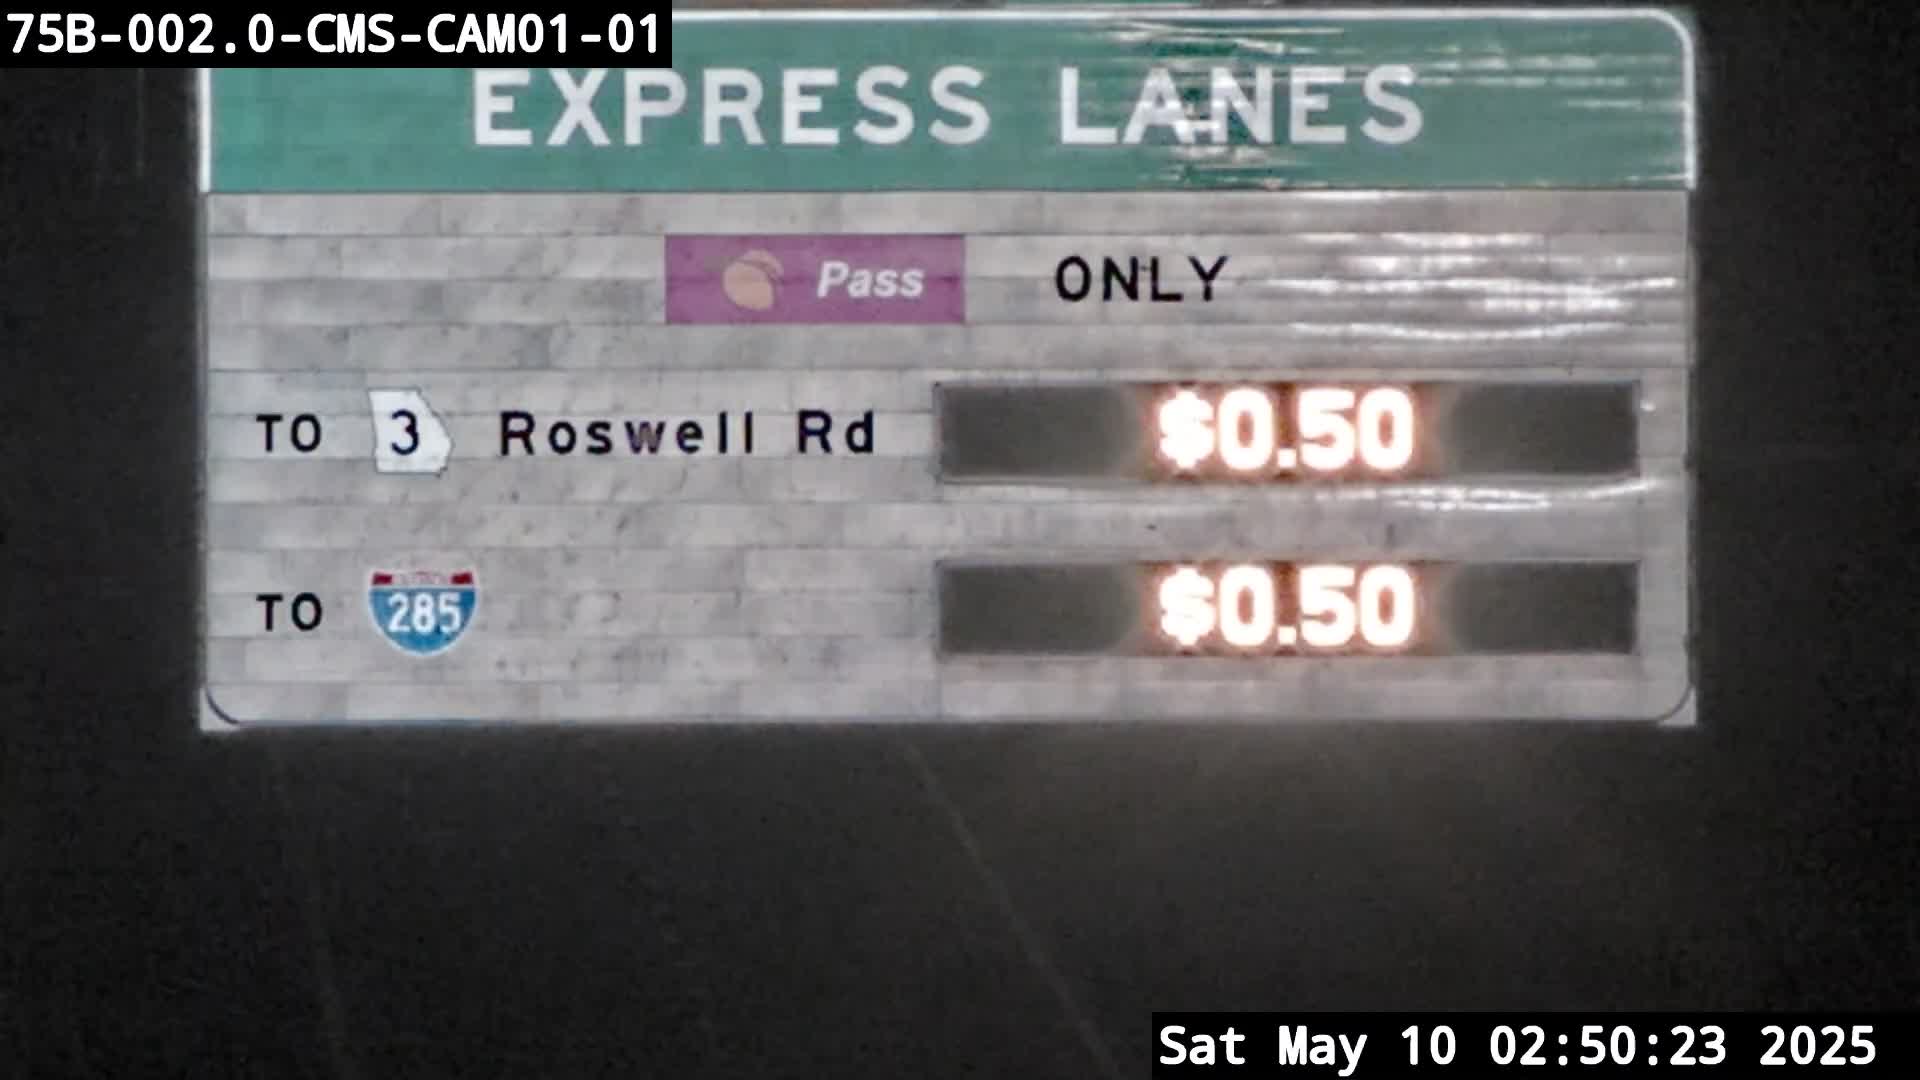 75B-002.0-CMS-CAM01-01
EXPRESS LANES
Pass ONLY
TO 3 Roswell Rd $0.50
TO 285 $0.50
Sat May 10 02:50:23 2025